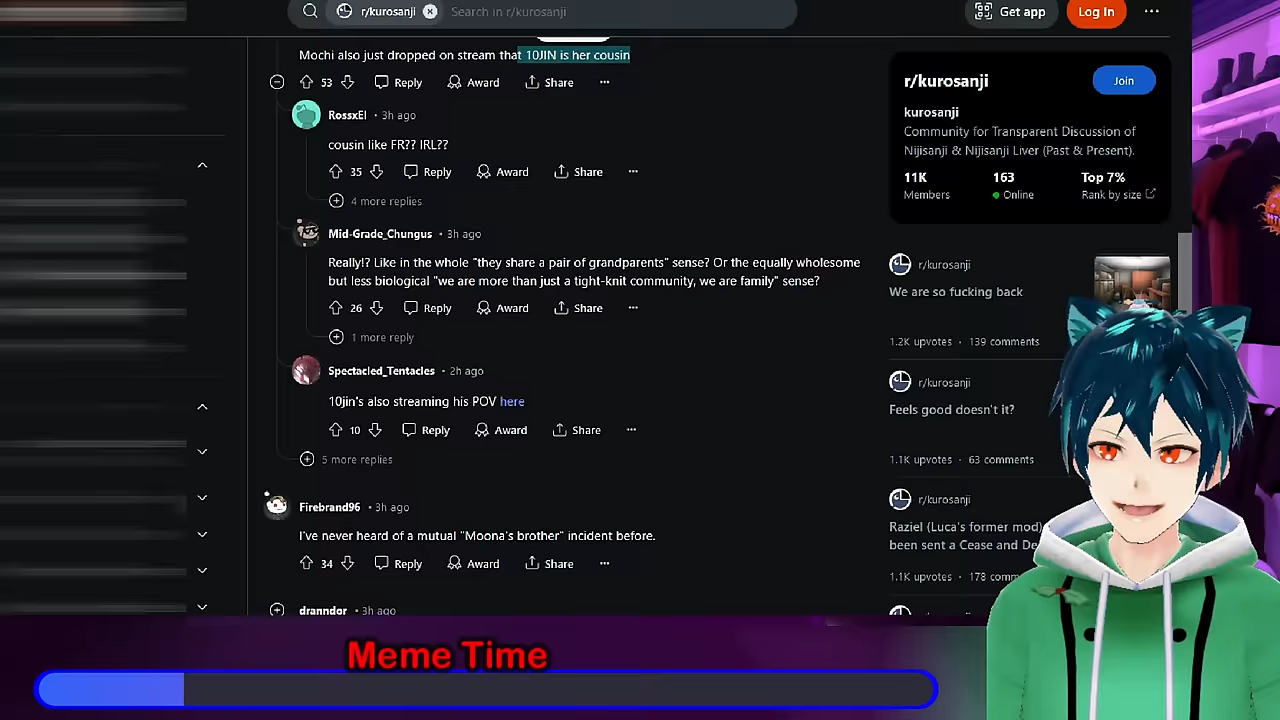 r/kurosanji
Search in r/kurosanji
Get app
Log In
Mochi also just dropped on stream that 10JIN is her cousin
53 Reply Award Share
RossxEl • 3h ago
cousin like FR?? IRL??
35 Reply Award Share
4 more replies
Mid-Grade_Chungus • 3h ago
Really!? Like in the whole "they share a pair of grandparents" sense? Or the equally wholesome
but less biological "we are more than just a tight-knit community, we are family" sense?
26 Reply Award Share
1 more reply
Spectacled_Tentacles • 2h ago
10jin's also streaming his POV here
10 Reply Award Share
5 more replies
Firebrand96 • 3h ago
I've never heard of a mutual "Moona's brother" incident before.
34 Reply Award Share
dranndor • 3h ago
r/kurosanji
Join
kurosanji
Community for Transparent Discussion of
Nijisanji & Nijisanji Liver (Past & Present).
11K 163 Top 7%
Members Online Rank by size
r/kurosanji
We are so fucking back
1.2K upvotes • 139 comments
r/kurosanji
Feels good doesn't it?
1.1K upvotes • 63 comments
r/kurosanji
Raziel (Luca's former mod)
been sent a Cease and De
1.1K upvotes • 178 comm
Meme Time